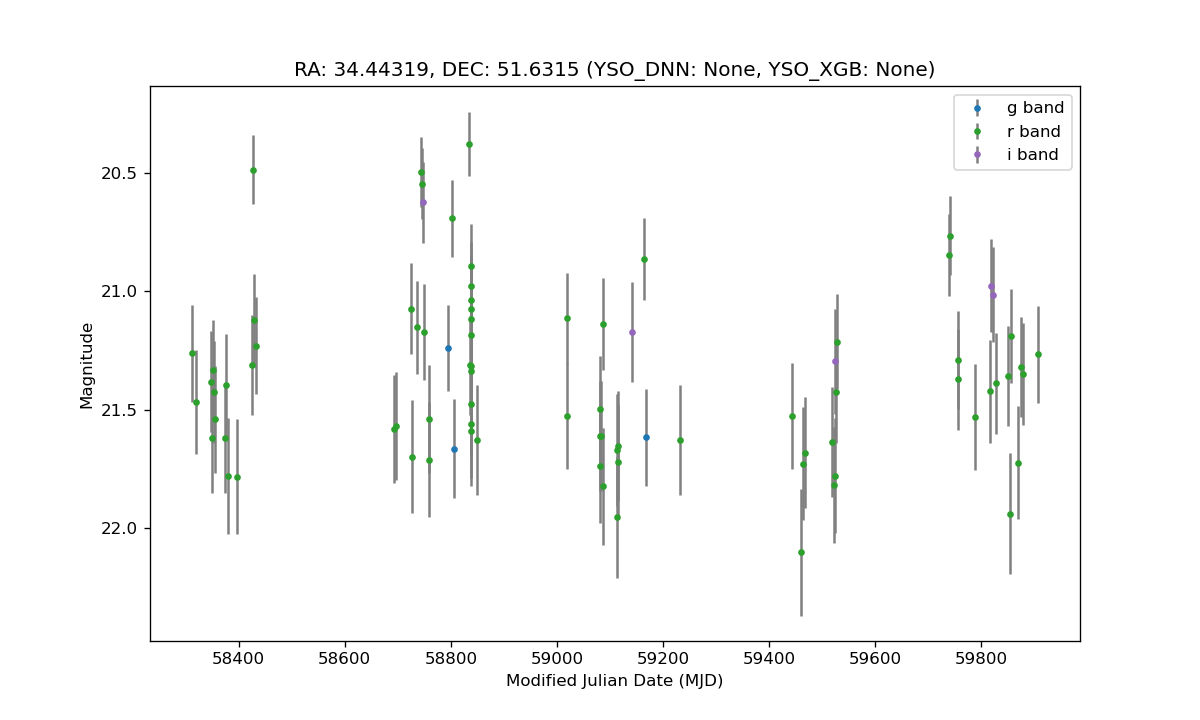 RA: 34.44319, DEC: 51.6315 (YSO_DNN: None, YSO_XGB: None)
g band
r band
i band
20.5
21.0
21.5
22.0
Magnitude
58400 58600 58800 59000 59200 59400 59600 59800
Modified Julian Date (MJD)